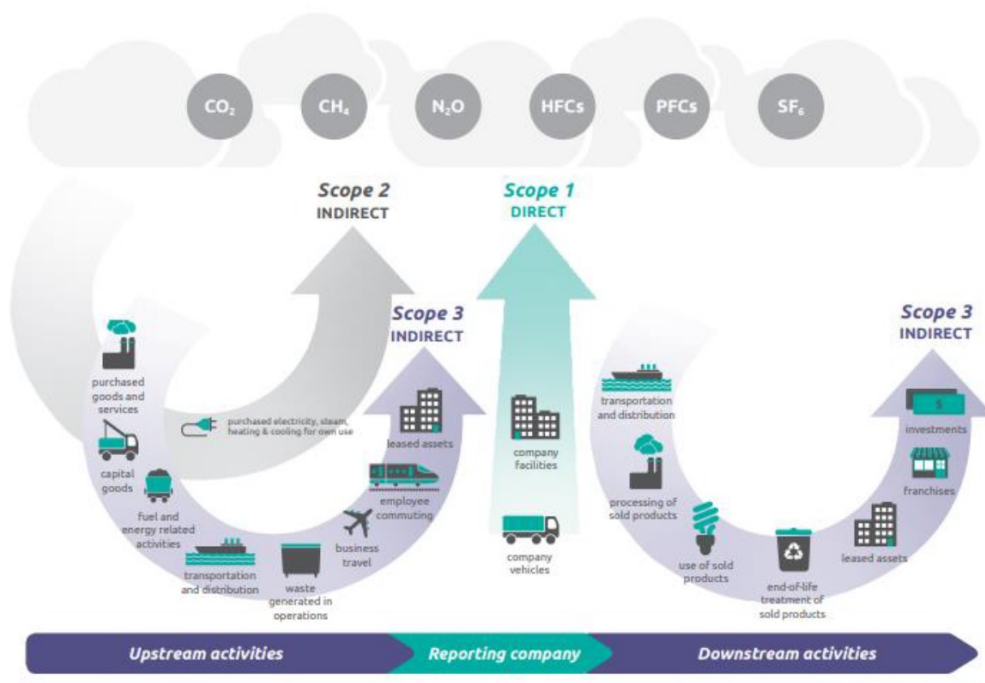 CO₂
CH₄
N₂O
HFCs
PFCs
SF₆
Scope 2
INDIRECT
Scope 1
DIRECT
Scope 3
INDIRECT
Scope 3
INDIRECT
purchased
goods and
services
capital
goods
fuel and
energy related
activities
transportation
and distribution
waste
generated in
operations
business
travel
employee
commuting
leased assets
purchased electricity, steam,
heating & cooling for own use
company
facilities
company
vehicles
transportation
and distribution
processing of
sold products
use of sold
products
end-of-life
treatment of
sold products
leased assets
franchises
investments
$
Upstream activities
Reporting company
Downstream activities